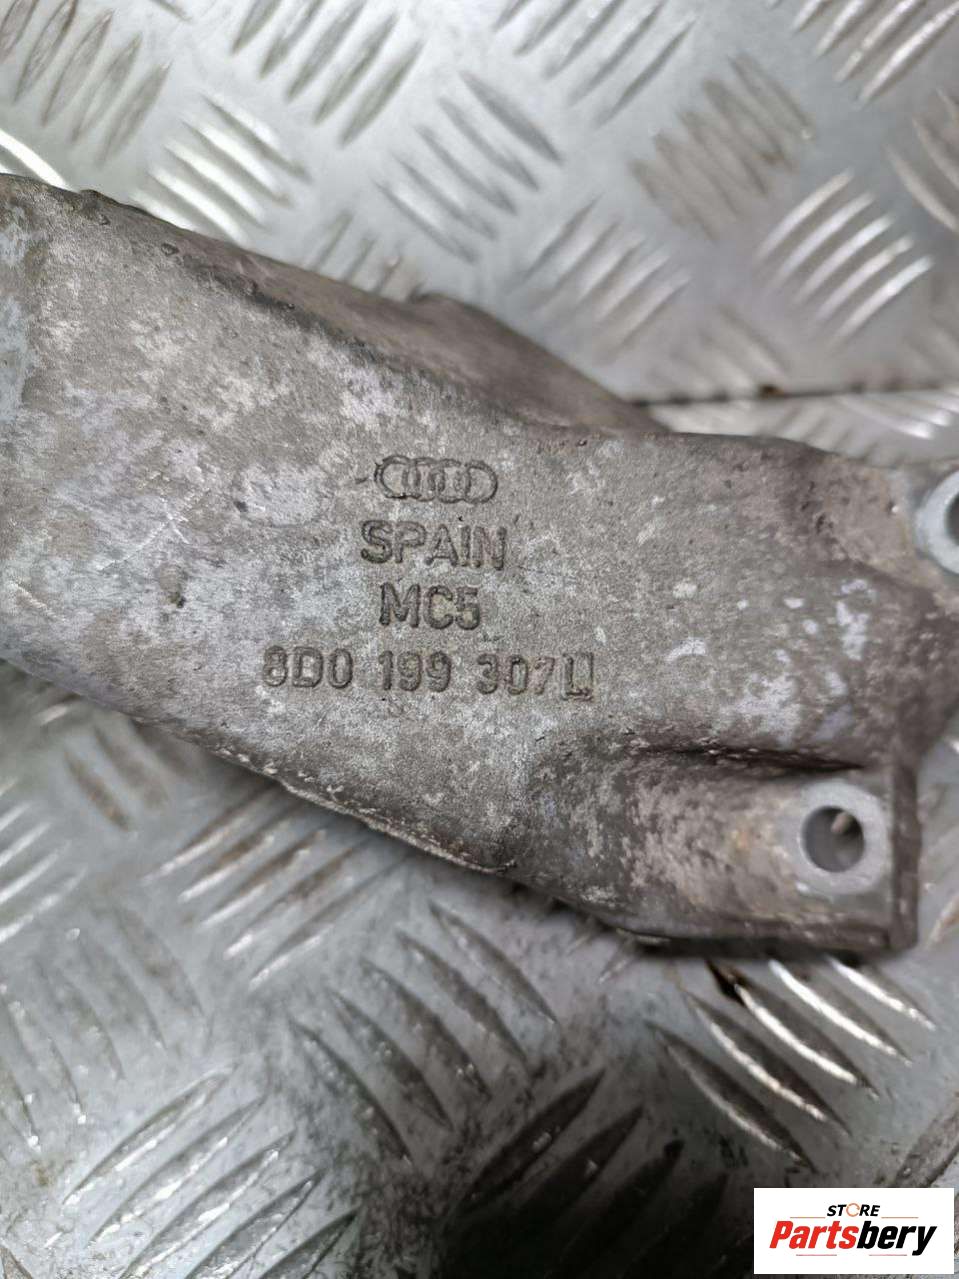 SPAIN
MC5
8D0 199 307
STORE
Partsbery